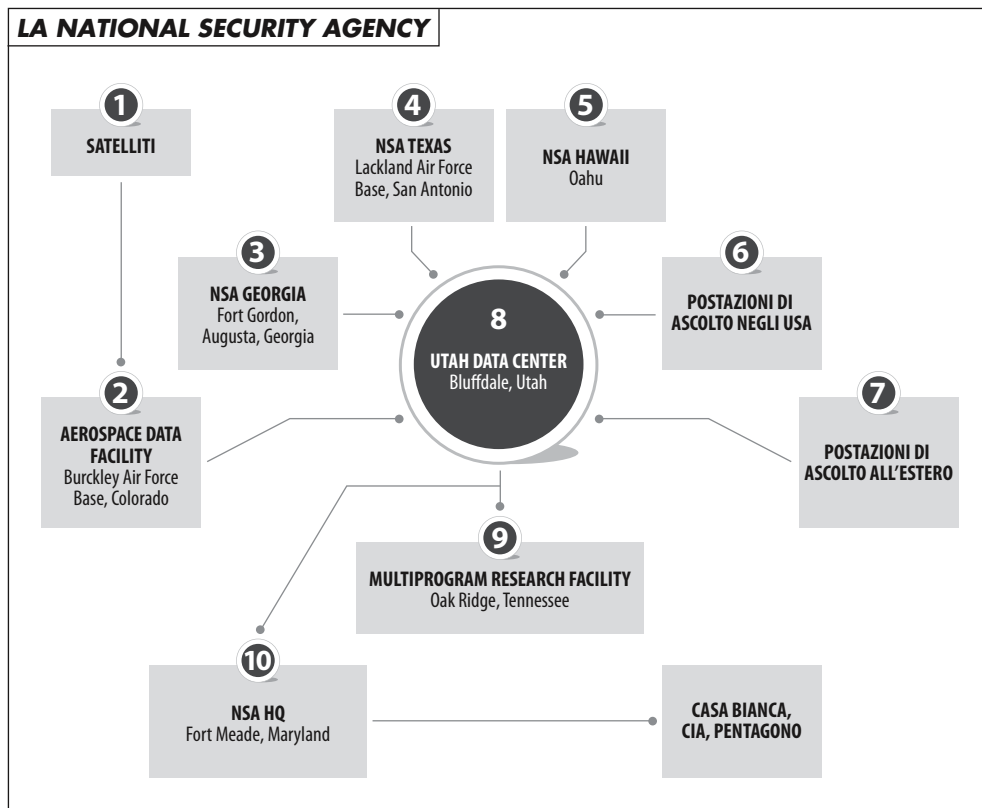 LA NATIONAL SECURITY AGENCY
1
SATELLITI
4
NSA TEXAS
Lackland Air Force
Base, San Antonio
5
NSA HAWAII
Oahu
3
NSA GEORGIA
Fort Gordon,
Augusta, Georgia
6
POSTAZIONI DI
ASCOLTO NEGLI USA
8
UTAH DATA CENTER
Bluffdale, Utah
2
AEROSPACE DATA
FACILITY
Burckley Air Force
Base, Colorado
7
POSTAZIONI DI
ASCOLTO ALL’ESTERO
9
MULTIPROGRAM RESEARCH FACILITY
Oak Ridge, Tennessee
10
NSA HQ
Fort Meade, Maryland
CASA BIANCA,
CIA, PENTAGONO